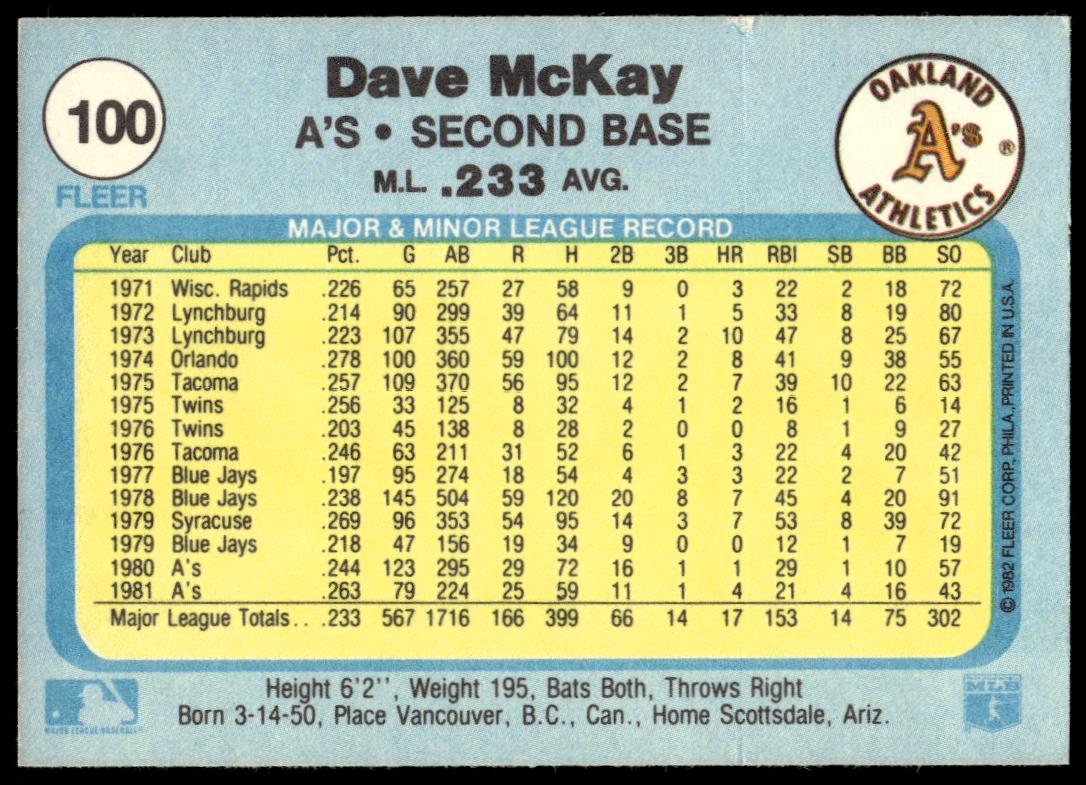 100
FLEER
Dave McKay
A'S • SECOND BASE
M.L. .233 AVG.
OAKLAND
A's ®
ATHLETICS
MAJOR & MINOR LEAGUE RECORD
Year Club Pct. G AB R H 2B 3B HR RBI SB BB SO
1971 Wisc. Rapids .226 65 257 27 58 9 0 3 22 2 18 72
1972 Lynchburg .214 90 299 39 64 11 1 5 33 8 19 80
1973 Lynchburg .223 107 355 47 79 14 2 10 47 8 25 67
1974 Orlando .278 100 360 59 100 12 2 8 41 9 38 55
1975 Tacoma .257 109 370 56 95 12 2 7 39 10 22 63
1975 Twins .256 33 125 8 32 4 1 2 16 1 6 14
1976 Twins .203 45 138 8 28 2 0 0 8 1 9 27
1976 Tacoma .246 63 211 31 52 6 1 3 22 4 20 42
1977 Blue Jays .197 95 274 18 54 4 3 3 22 2 7 51
1978 Blue Jays .238 145 504 59 120 20 8 7 45 4 20 91
1979 Syracuse .269 96 353 54 95 14 3 7 53 8 39 72
1979 Blue Jays .218 47 156 19 34 9 0 0 12 1 7 19
1980 A's .244 123 295 29 72 16 1 1 29 1 10 57
1981 A's .263 79 224 25 59 11 1 4 21 4 16 43
Major League Totals . . .233 567 1716 166 399 66 14 17 153 14 75 302
© 1982 FLEER CORP., PHILA., PRINTED IN U.S.A.
Height 6'2'', Weight 195, Bats Both, Throws Right
Born 3-14-50, Place Vancouver, B.C., Can., Home Scottsdale, Ariz.
MAJOR LEAGUE BASEBALL
MLB